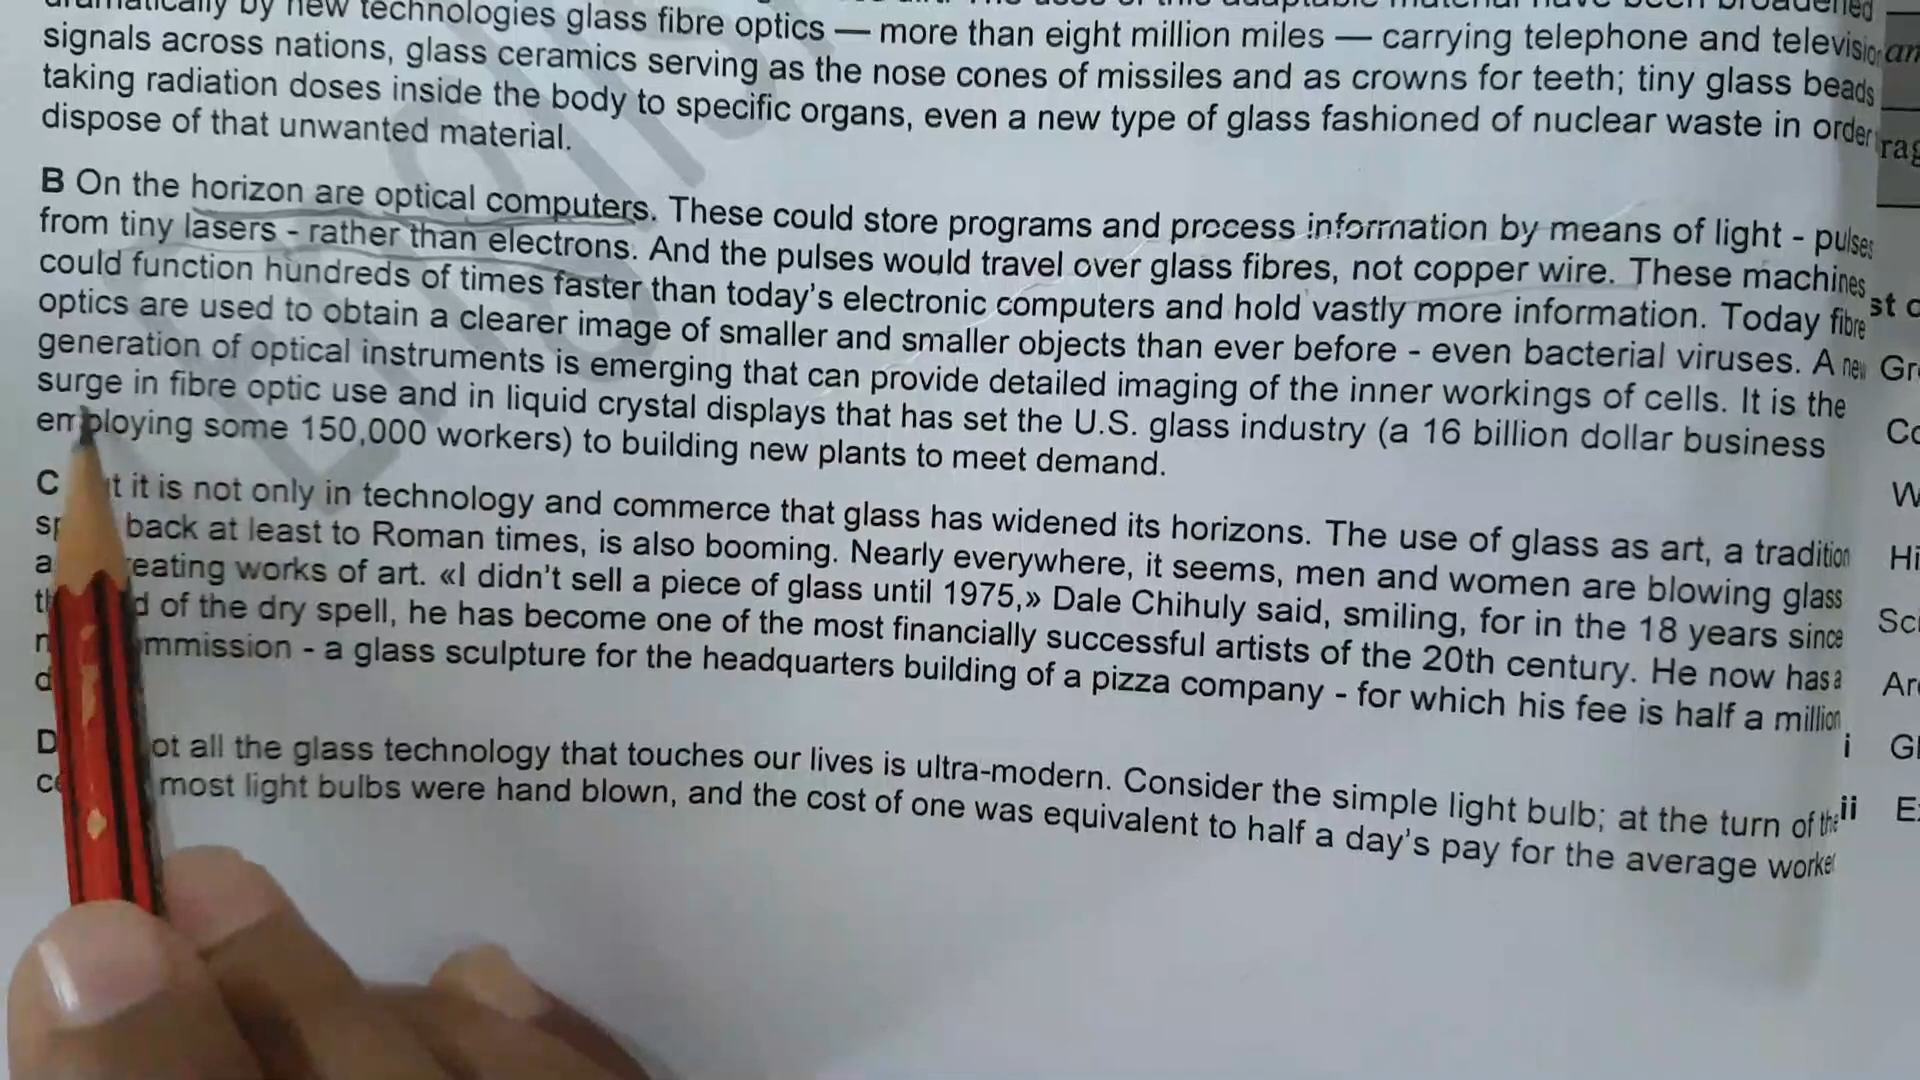 by new technologies glass fibre optics — more than eight million miles — carrying telephone and television
signals across nations, glass ceramics serving as the nose cones of missiles and as crowns for teeth; tiny glass beads
taking radiation doses inside the body to specific organs, even a new type of glass fashioned of nuclear waste in order
dispose of that unwanted material.
B On the horizon are optical computers. These could store programs and process information by means of light - pulses
from tiny lasers - rather than electrons. And the pulses would travel over glass fibres, not copper wire. These machines
could function hundreds of times faster than today's electronic computers and hold vastly more information. Today fibre
optics are used to obtain a clearer image of smaller and smaller objects than ever before - even bacterial viruses. A new
generation of optical instruments is emerging that can provide detailed imaging of the inner workings of cells. It is the
surge in fibre optic use and in liquid crystal displays that has set the U.S. glass industry (a 16 billion dollar business
employing some 150,000 workers) to building new plants to meet demand.
C it is not only in technology and commerce that glass has widened its horizons. The use of glass as art, a tradition
back at least to Roman times, is also booming. Nearly everywhere, it seems, men and women are blowing glass
works of art. «I didn't sell a piece of glass until 1975,» Dale Chihuly said, smiling, for in the 18 years since
of the dry spell, he has become one of the most financially successful artists of the 20th century. He now has a
- a glass sculpture for the headquarters building of a pizza company - for which his fee is half a million
D all the glass technology that touches our lives is ultra-modern. Consider the simple light bulb; at the turn of the
most light bulbs were hand blown, and the cost of one was equivalent to half a day's pay for the average worker
i
ii